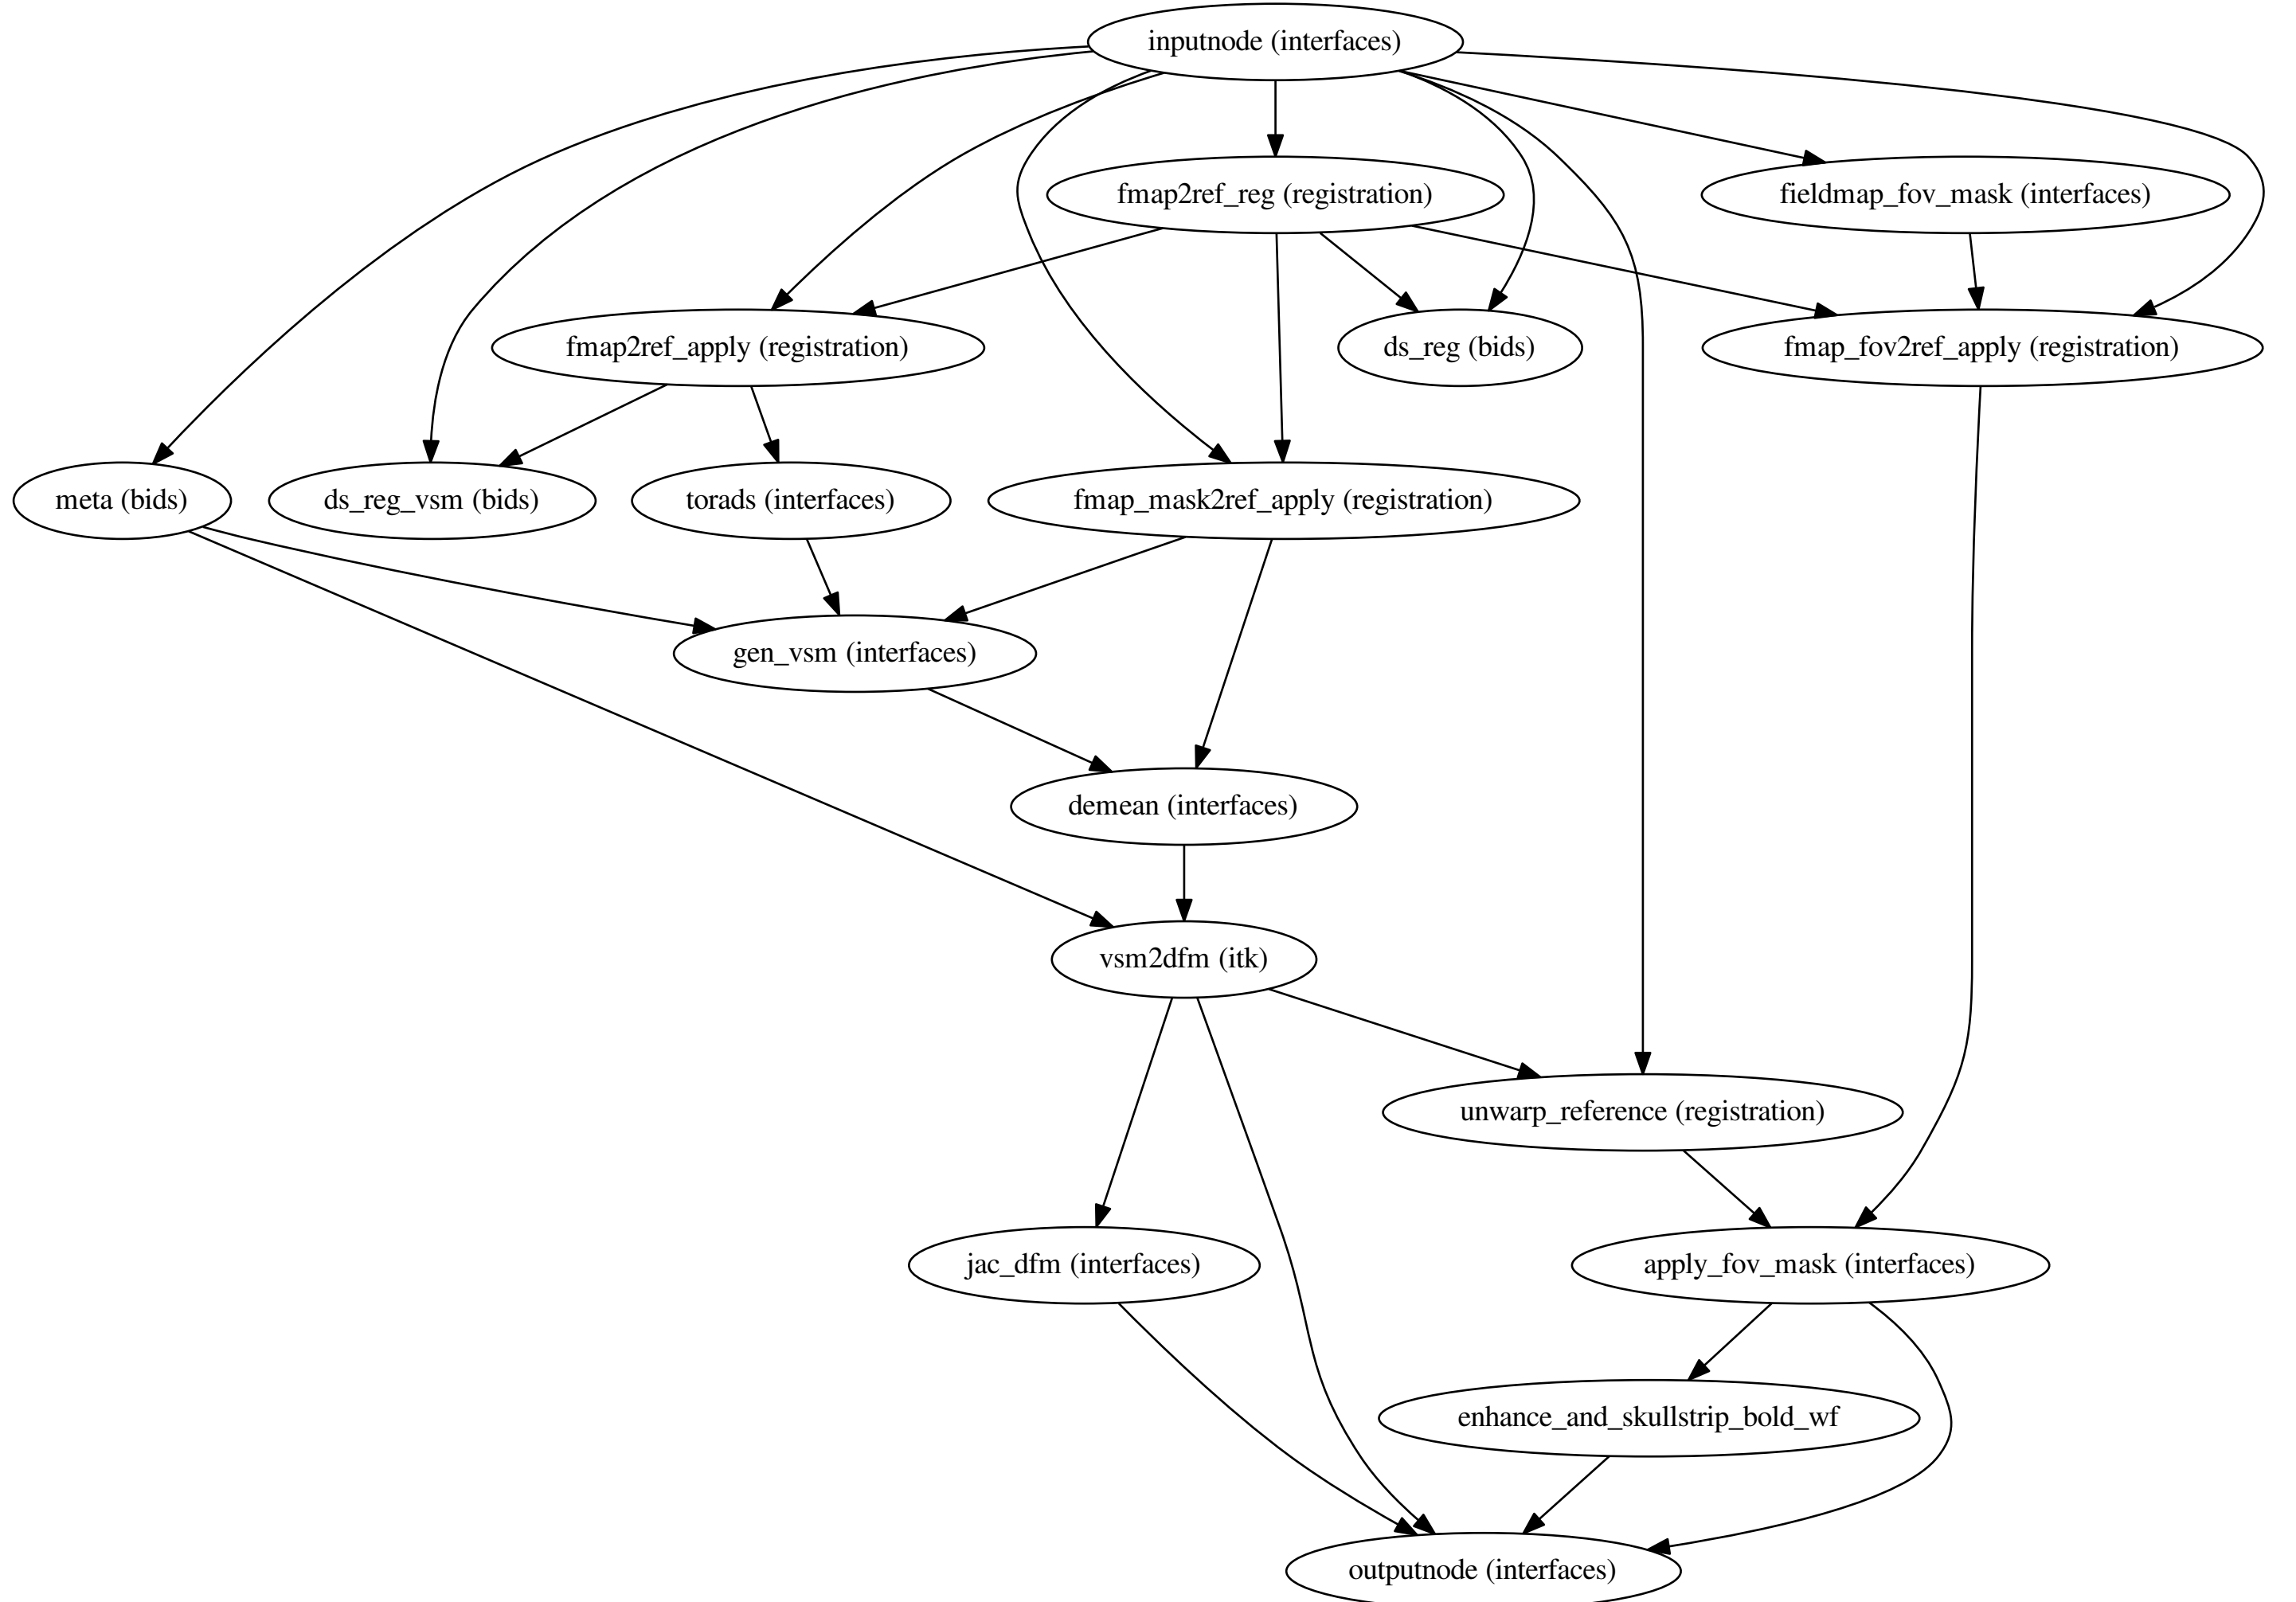 inputnode (interfaces)
fmap2ref_reg (registration)
fieldmap_fov_mask (interfaces)
fmap2ref_apply (registration)
ds_reg (bids)
fmap_fov2ref_apply (registration)
meta (bids)
ds_reg_vsm (bids)
torads (interfaces)
fmap_mask2ref_apply (registration)
gen_vsm (interfaces)
demean (interfaces)
vsm2dfm (itk)
unwarp_reference (registration)
jac_dfm (interfaces)
apply_fov_mask (interfaces)
enhance_and_skullstrip_bold_wf
outputnode (interfaces)